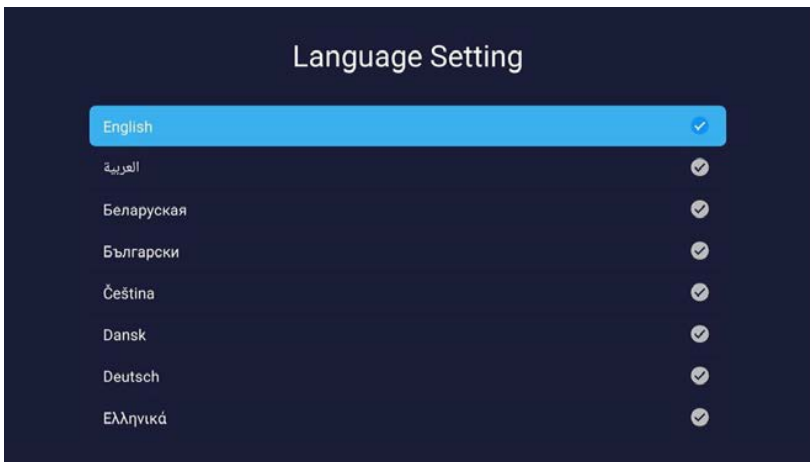 Language Setting
English
العربية
Беларуская
Български
Čeština
Dansk
Deutsch
Ελληνικά